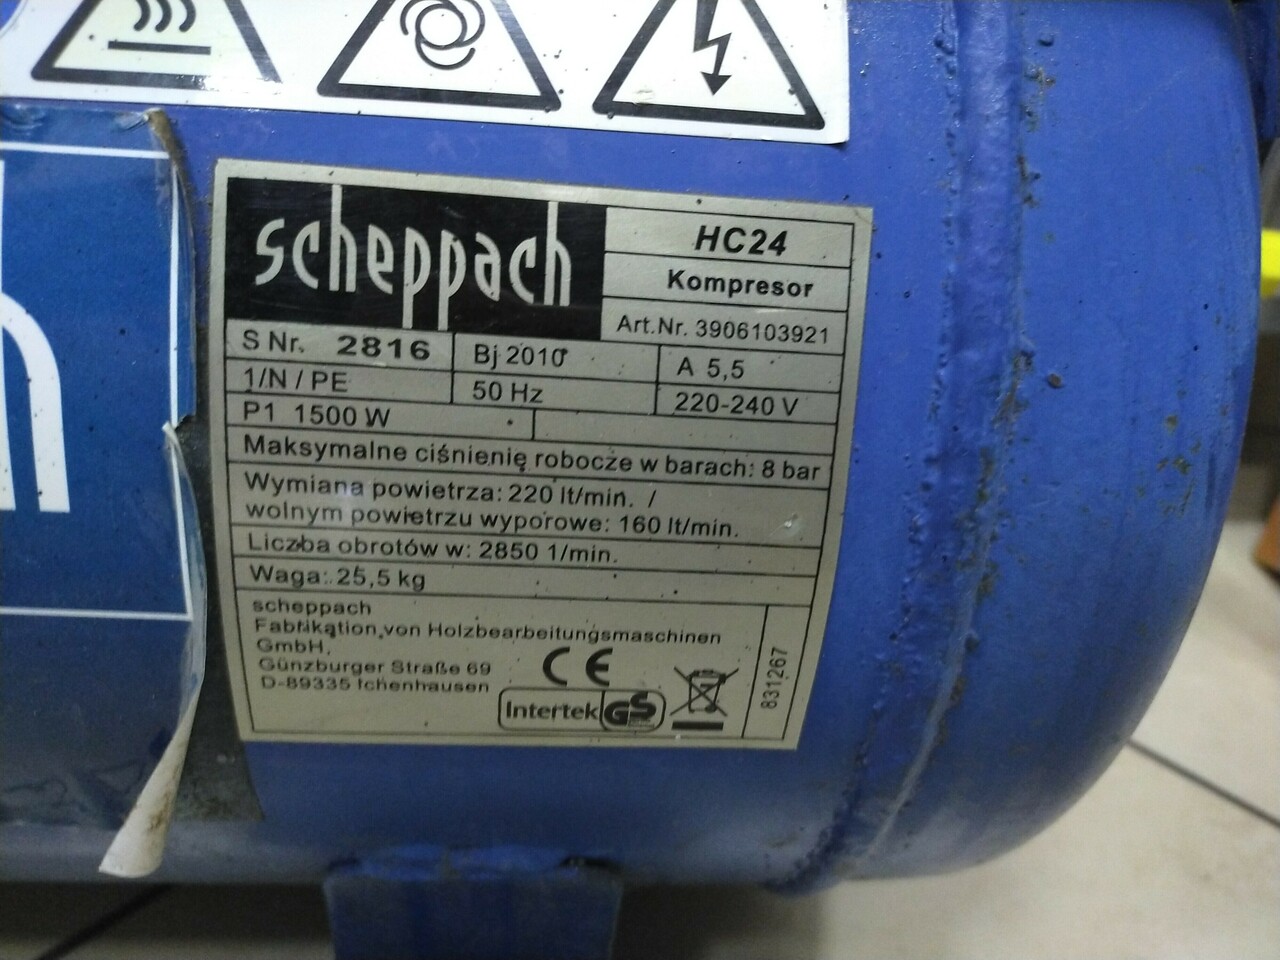 scheppach
HC24
Kompresor
Art.Nr. 3906103921
S Nr. 2816
Bj 2010
A 5,5
1/N / PE
50 Hz
220-240 V
P1 1500 W
Maksymalne ciśnienię robocze w barach: 8 bar
Wymiana powietrza: 220 lt/min. /
wolnym powietrzu wyporowe: 160 lt/min.
Liczba obrotów w: 2850 1/min.
Waga: 25,5 kg
scheppach
Fabrikation von Holzbearbeitungsmaschinen
GmbH,
Günzburger Straße 69
D-89335 Ichenhausen
CE
Intertek GS
831267
h